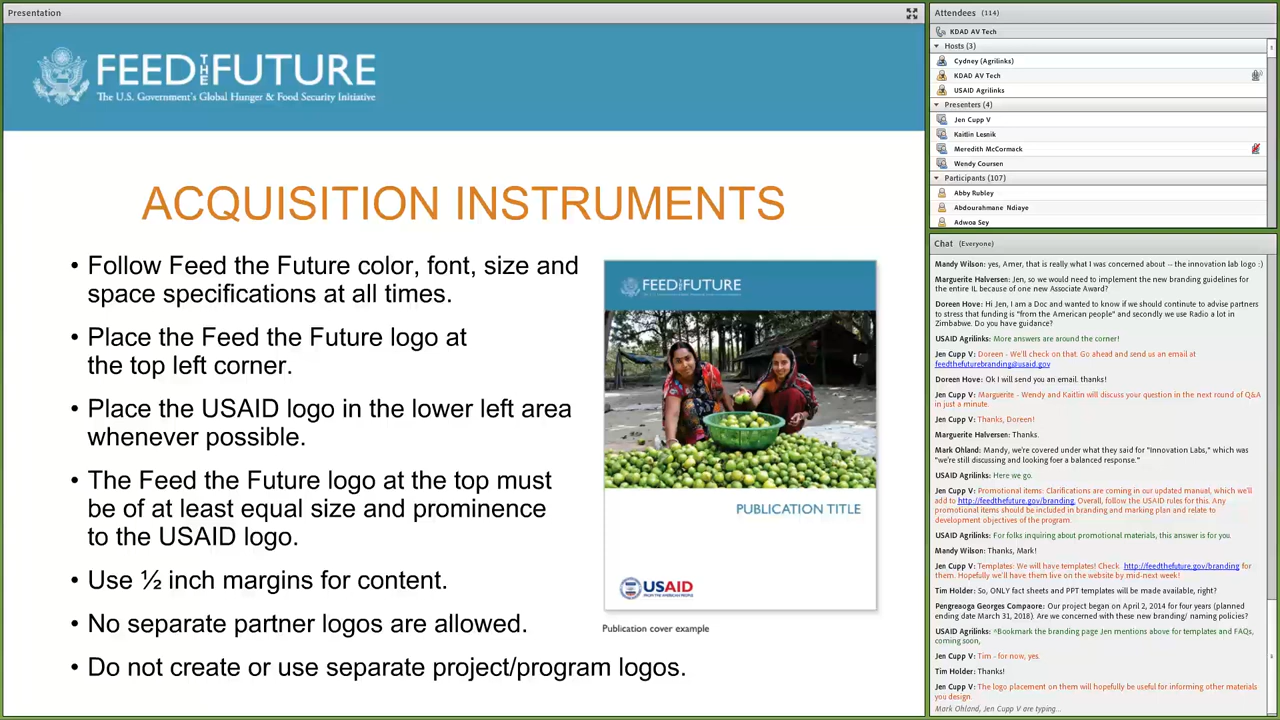 Presentation
FEED THE FUTURE
The U.S. Government's Global Hunger & Food Security Initiative
ACQUISITION INSTRUMENTS
• Follow Feed the Future color, font, size and
space specifications at all times.
• Place the Feed the Future logo at
the top left corner.
• Place the USAID logo in the lower left area
whenever possible.
• The Feed the Future logo at the top must
be of at least equal size and prominence
to the USAID logo.
• Use ½ inch margins for content.
• No separate partner logos are allowed.
• Do not create or use separate project/program logos.
FEED THE FUTURE
PUBLICATION TITLE
USAID
FROM THE AMERICAN PEOPLE
Publication cover example
Attendees (114)
KDAD AV Tech
Hosts (3)
Cydney (Agrilinks)
KDAD AV Tech
USAID Agrilinks
Presenters (4)
Jen Cupp V
Kaitlin Lesnik
Meredith McCormack
Wendy Coursen
Participants (107)
Abby Rubley
Abdourahmane Ndiaye
Adwoa Sey
Chat (Everyone)
Mandy Wilson: yes, Amer, that is really what I was concerned about -- the innovation lab logo :)
Marguerite Halversen: Jen, so we would need to implement the new branding guidelines for
the entire IL because of one new Associate Award?
Doreen Hove: Hi Jen, I am a Doc and wanted to know if we should continue to advise partners
to stress that funding is "from the American people" and secondly we use Radio a lot in
Zimbabwe. Do you have guidance?
USAID Agrilinks: More answers are around the corner!
Jen Cupp V: Doreen - We'll check on that. Go ahead and send us an email at
feedthefuturebranding@usaid.gov
Doreen Hove: Ok I will send you an email. thanks!
Jen Cupp V: Marguerite - Wendy and Kaitlin will discuss your question in the next round of Q&A
in just a minute.
Jen Cupp V: Thanks, Doreen!
Marguerite Halversen: Thanks.
Mark Ohland: Mandy, we're covered under what they said for "Innovation Labs," which was
"we're still discussing and looking foer a balanced response."
USAID Agrilinks: Here we go.
Jen Cupp V: Promotional items: Clarifications are coming in our updated manual, which we'll
add to http://feedthefuture.gov/branding. Overall, follow the USAID rules for this. Any
promotional items should be included in branding and marking plan and relate to
development objectives of the program.
USAID Agrilinks: For folks inquiring about promotional materials, this answer is for you.
Mandy Wilson: Thanks, Mark!
Jen Cupp V: Templates: We will have templates! Check http://feedthefuture.gov/branding for
them. Hopefully we'll have them live on the website by mid-next week!
Tim Holder: So, ONLY fact sheets and PPT templates will be made available, right?
Pengreaoga Georges Compaore: Our project began on April 2, 2014 for four years (planned
ending date March 31, 2018). Are we concerned with these new branding/ naming policies?
USAID Agrilinks: ^Bookmark the branding page Jen mentions above for templates and FAQs,
coming soon,
Jen Cupp V: Tim - for now, yes.
Tim Holder: Thanks!
Jen Cupp V: The logo placement on them will hopefully be useful for informing other materials
you design.
Mark Ohland, Jen Cupp V are typing...